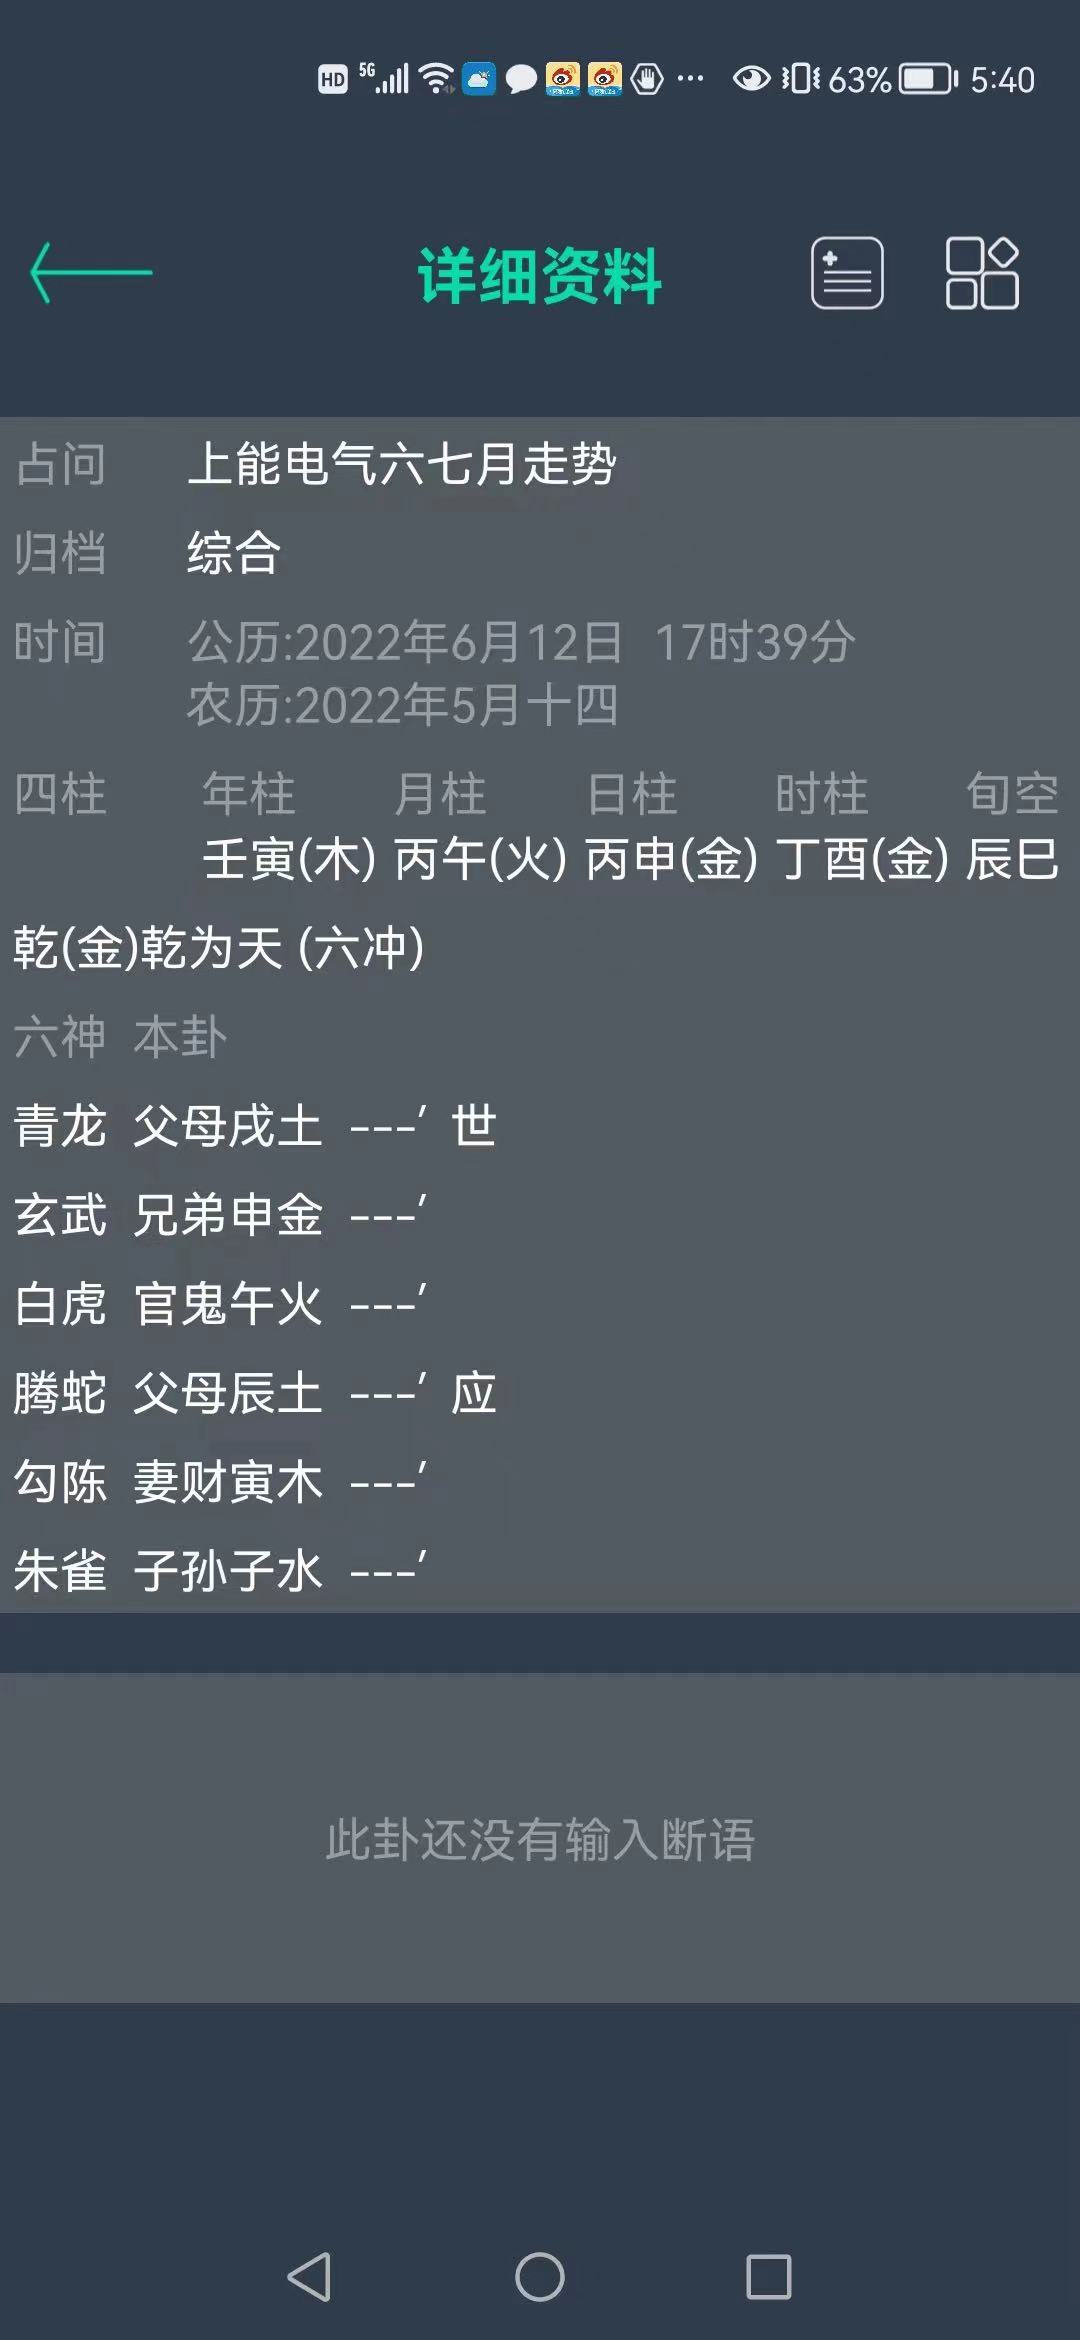 HD 5G 63% 5:40
详细资料
占问 上能电气六七月走势
归档 综合
时间 公历:2022年6月12日 17时39分
农历:2022年5月十四
四柱 年柱 月柱 日柱 时柱 旬空
壬寅(木) 丙午(火) 丙申(金) 丁酉(金) 辰巳
乾(金)乾为天 (六冲)
六神 本卦
青龙 父母戌土 ---′ 世
玄武 兄弟申金 ---′
白虎 官鬼午火 ---′
腾蛇 父母辰土 ---′ 应
勾陈 妻财寅木 ---′
朱雀 子孙子水 ---′
此卦还没有输入断语